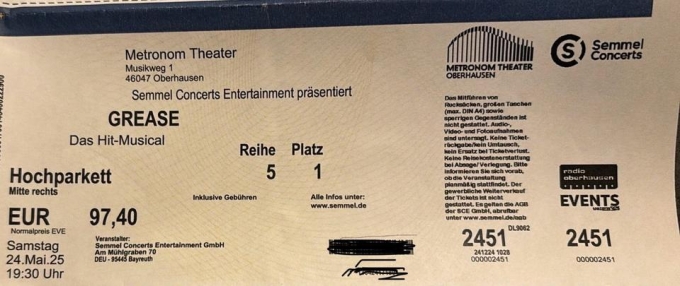 Metronom Theater
Musikweg 1
46047 Oberhausen
Semmel Concerts Entertainment präsentiert
GREASE
Das Hit-Musical
Reihe Platz
5 1
Hochparkett
Mitte rechts
Inklusive Gebühren
Alle Infos unter:
www.semmel.de
EUR 97,40
Normalpreis EVE
Samstag
24.Mai.25
19:30 Uhr
Veranstalter:
Semmel Concerts Entertainment GmbH
Am Mühlgraben 70
DEU - 95445 Bayreuth
METRONOM THEATER
OBERHAUSEN
S
Semmel
Concerts
Das Mitführen von
Rucksäcken, großen Taschen
(max. DIN A4) sowie
sperrigen Gegenständen ist
nicht gestattet. Audio-,
Video- und Fotoaufnahmen
sind untersagt. Keine Ticket-
rückgabe/kein Umtausch,
kein Ersatz bei Ticketverlust.
Keine Reisekostenerstattung
bei Absage/Verlegung. Bitte
informieren Sie sich vorab,
ob die Veranstaltung
planmäßig stattfindet. Der
gewerbliche Weiterverkauf
der Tickets ist nicht
gestattet. Es gelten die AGB
der SCE GmbH, abrufbar
unter www.semmel.de/agb
DL9062
2451
241224 1028
000002451
radio
oberhausen
EVENTS
2451
000002451